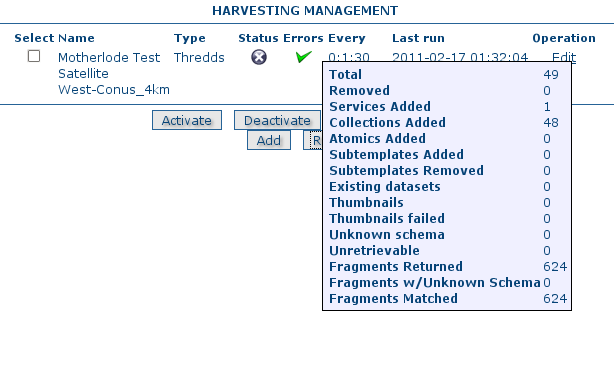 HARVESTING MANAGEMENT
Select Name Type Status Errors Every Last run Operation
Motherlode Test Thredds 0:1:30 2011-02-17 01:32:04 Edit
Satellite
West-Conus_4km
Total 49
Removed 0
Services Added 1
Collections Added 48
Activate Deactivate
Atomics Added 0
Add R
Subtemplates Added 0
Subtemplates Removed 0
Existing datasets 0
Thumbnails 0
Thumbnails failed 0
Unknown schema 0
Unretrievable 0
Fragments Returned 624
Fragments w/Unknown Schema 0
Fragments Matched 624